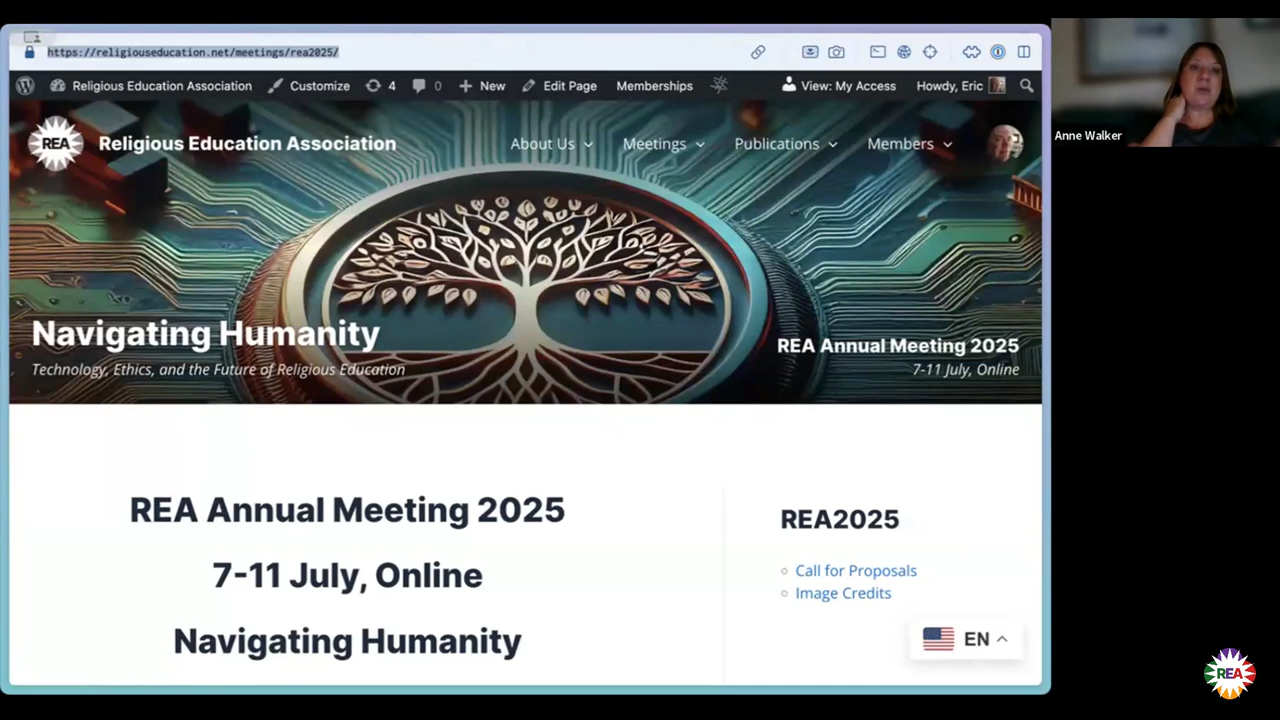 https://religiouseducation.net/meetings/rea2025/
Religious Education Association Customize 4 0 New Edit Page Memberships View: My Access Howdy, Eric
REA Religious Education Association About Us Meetings Publications Members
Navigating Humanity
Technology, Ethics, and the Future of Religious Education
REA Annual Meeting 2025
7-11 July, Online
REA Annual Meeting 2025
7-11 July, Online
Navigating Humanity
REA2025
Call for Proposals
Image Credits
EN
Anne Walker
REA